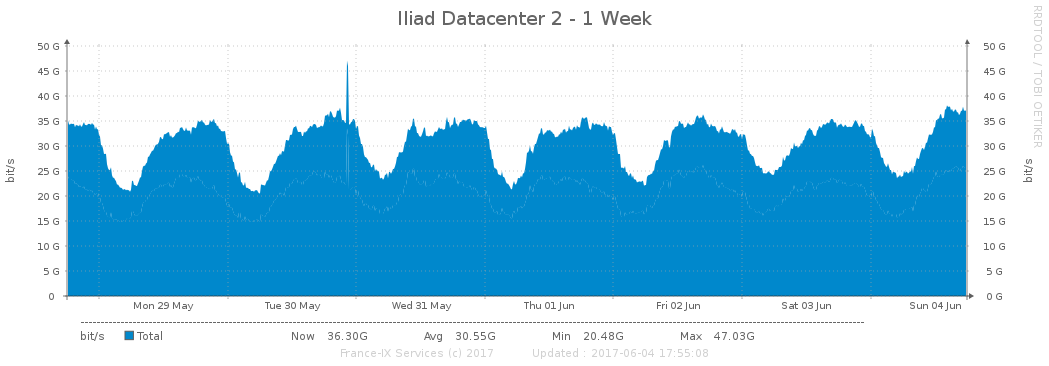 Iliad Datacenter 2 - 1 Week
RRDTOOL / TOBI OETIKER
bit/s
50 G 50 G
45 G 45 G
40 G 40 G
35 G 35 G
30 G 30 G
25 G 25 G
20 G 20 G
15 G 15 G
10 G 10 G
5 G 5 G
0 0 G
bit/s
Mon 29 May Tue 30 May Wed 31 May Thu 01 Jun Fri 02 Jun Sat 03 Jun Sun 04 Jun
bit/s Total Now 36.30G Avg 30.55G Min 20.48G Max 47.03G
France-IX Services (c) 2017 Updated : 2017-06-04 17:55:08